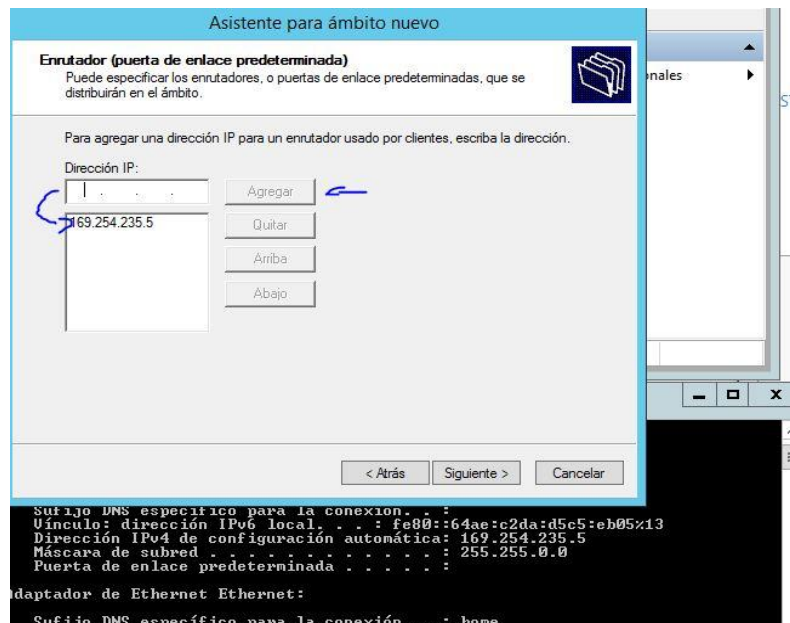 Asistente para ámbito nuevo
Enrutador (puerta de enlace predeterminada)
Puede especificar los enrutadores, o puertas de enlace predeterminadas, que se
distribuirán en el ámbito.
onales
Para agregar una dirección IP para un enrutador usado por clientes, escriba la dirección.
Dirección IP:
. . .
Agregar
169.254.235.5
Quitar
Arriba
Abajo
< Atrás
Siguiente >
Cancelar
Sufijo DNS específico para la conexión. . :
Vínculo: dirección IPv6 local. . . : fe80::64ae:c2da:d5c5:eb05%13
Dirección IPv4 de configuración automática: 169.254.235.5
Máscara de subred . . . . . . . . . . . . : 255.255.0.0
Puerta de enlace predeterminada . . . . . :
daptador de Ethernet Ethernet:
Sufijo DNS específico para la conexión. . : home